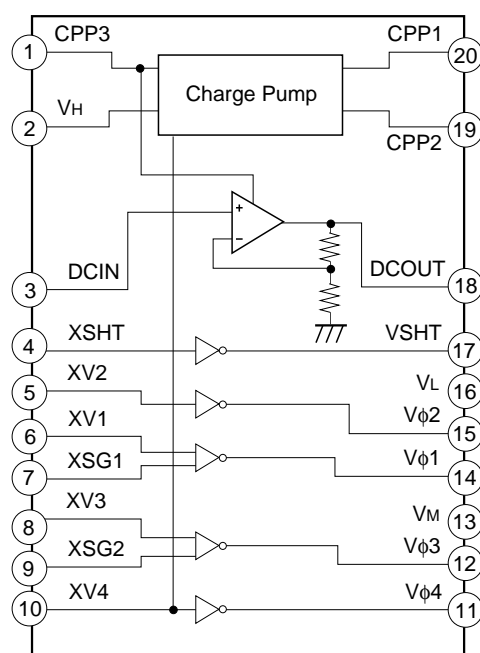 CPP3
1
CPP1
20
Charge Pump
VH
2
CPP2
19
+
−
DCIN
3
DCOUT
18
XSHT
4
VSHT
17
XV2
5
VL
16
XV1
6
Vϕ2
15
XSG1
7
Vϕ1
14
XV3
8
VM
13
XSG2
9
Vϕ3
12
XV4
10
Vϕ4
11